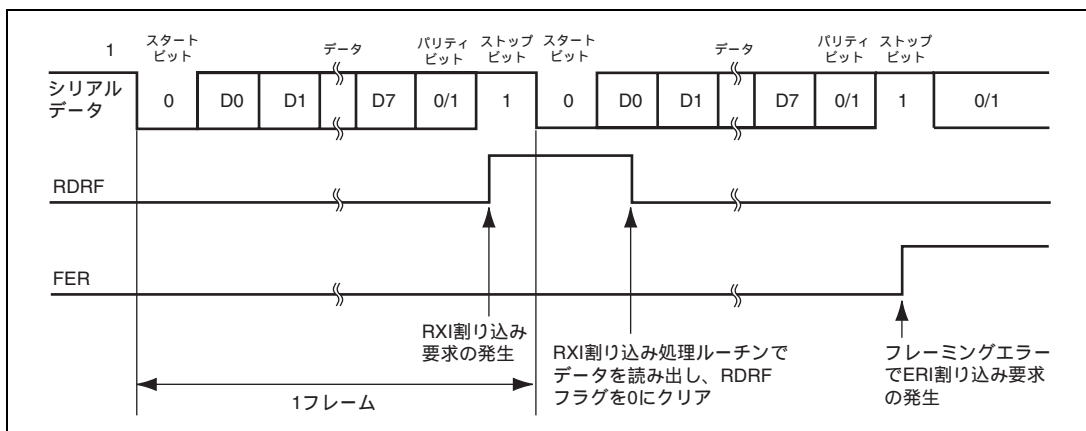 1
スタート
ビット
データ
パリティ
ビット
ストップ
ビット
スタート
ビット
データ
パリティ
ビット
ストップ
ビット
シリアル
データ
0 D0 D1 D7 0/1 1 0 D0 D1 D7 0/1 1 0/1
RDRF
FER
RXI割り込み
要求の発生
RXI割り込み処理ルーチンで
データを読み出し、RDRF
フラグを0にクリア
フレーミングエラー
でERI割り込み要求
の発生
1フレーム